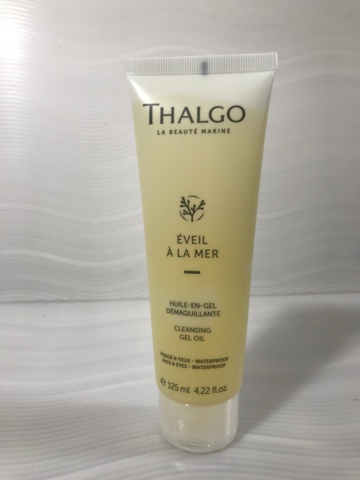 THALGO
LA BEAUTÉ MARINE
ÉVEIL
À LA MER
HUILE-EN-GEL
DÉMAQUILLANTE
CLEANSING
GEL OIL
VISAGE & YEUX - WATERPROOF
FACE & EYES - WATERPROOF
e 125 ml 4.22 fl.oz.